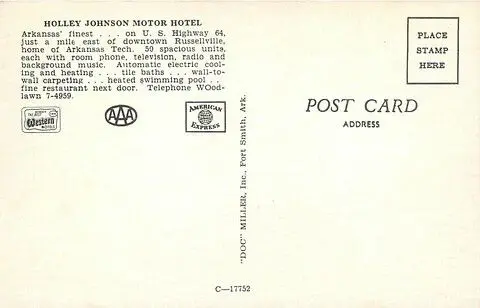 HOLLEY JOHNSON MOTOR HOTEL
Arkansas' finest . . . on U. S. Highway 64,
just a mile east of downtown Russellville,
home of Arkansas Tech. 50 spacious units,
each with room phone, television, radio and
background music. Automatic electric cool-
ing and heating . . . tile baths . . . wall-to-
wall carpeting . . . heated swimming pool . .
fine restaurant next door. Telephone WOod-
lawn 7-4959.
Western
AAA
AMERICAN
EXPRESS
"DOC" MILLER, Inc., Fort Smith, Ark.
C—17752
PLACE
STAMP
HERE
POST CARD
ADDRESS